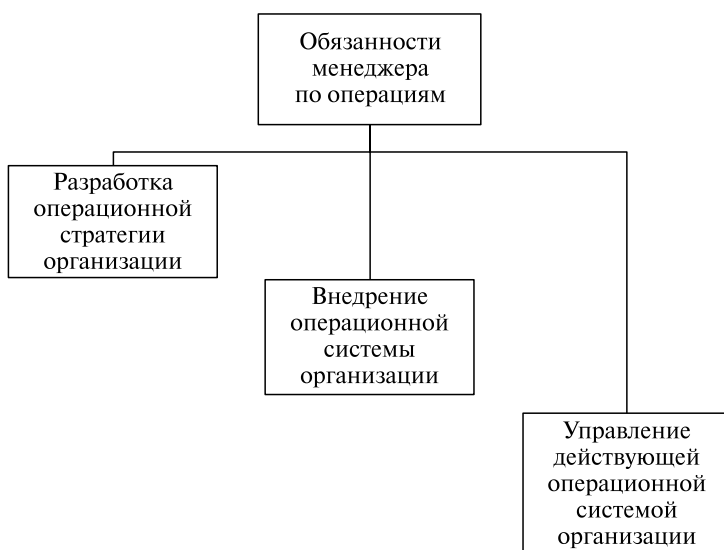 Обязанности
менеджера
по операциям
Разработка
операционной
стратегии
организации
Внедрение
операционной
системы
организации
Управление
действующей
операционной
системой
организации